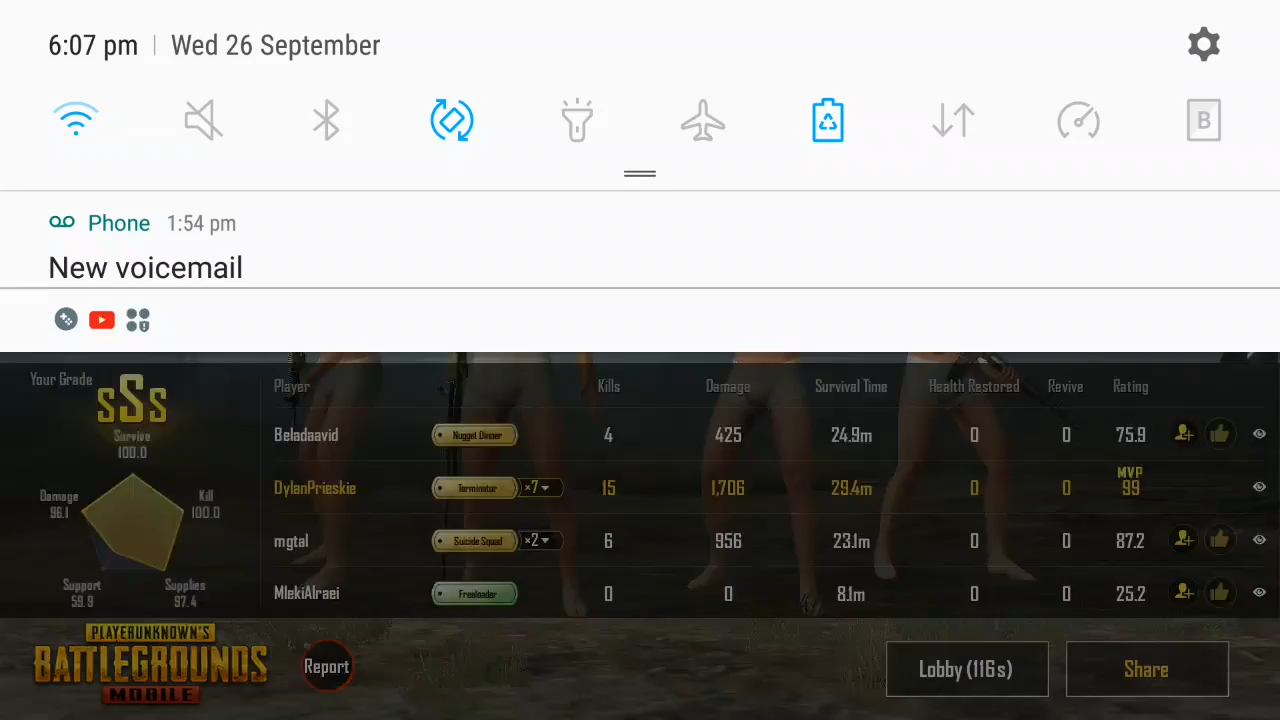 6:07 pm | Wed 26 September
B
Phone 1:54 pm
New voicemail
Your Grade SSS
Survive
100.0
Damage
96.1
Kill
100.0
Support
59.9
Supplies
97.4
Player Kills Damage Survival Time Health Restored Revive Rating
Beladaavid Nugget Dinner 4 425 24.9m 0 0 75.9
DylanPrieskie Terminator ×7 15 1,706 29.4m 0 0 MVP 99
mgtal Suicide Squad ×2 6 956 23.1m 0 0 87.2
MlekiAlraei Freeloader 0 0 8.1m 0 0 25.2
PLAYERUNKNOWN'S
BATTLEGROUNDS
MOBILE
Report
Lobby (116s)
Share